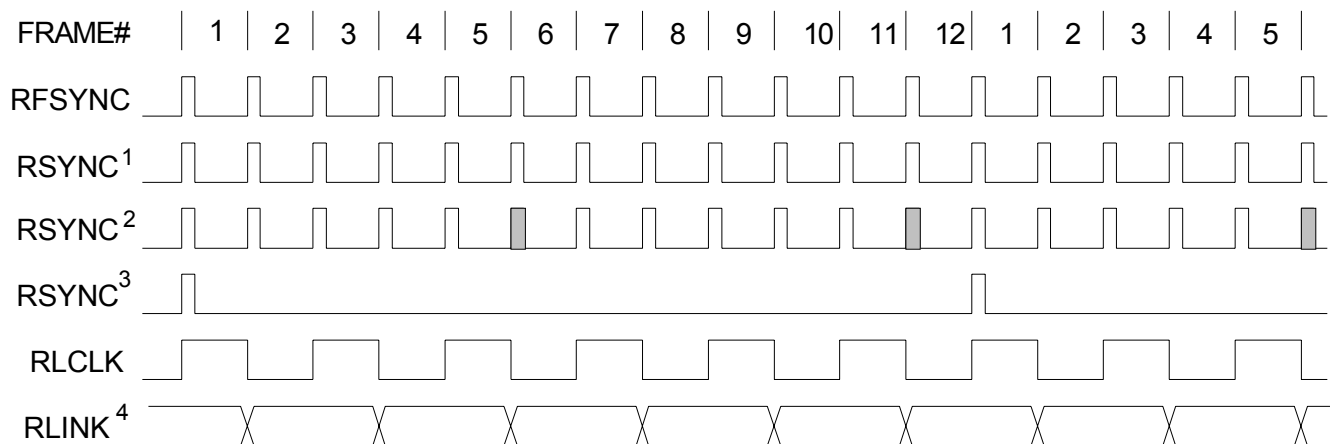 FRAME# 1 2 3 4 5 6 7 8 9 10 11 12 1 2 3 4 5
RFSYNC
RSYNC1
RSYNC2
RSYNC3
RLCLK
RLINK4